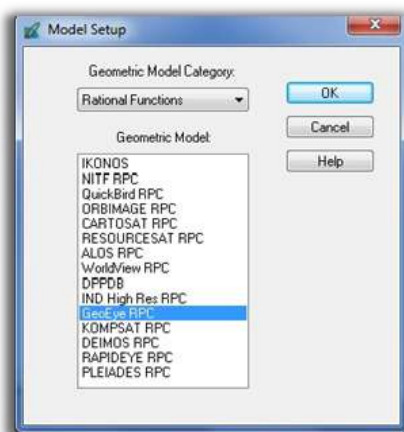 Model Setup
Geometric Model Category:
Rational Functions
OK
Cancel
Help
Geometric Model:
IKONOS
NITF RPC
QuickBird RPC
ORBIMAGE RPC
CARTOSAT RPC
RESOURCESAT RPC
ALOS RPC
WorldView RPC
DPPDB
IND High Res RPC
GeoEye RPC
KOMPSAT RPC
DEIMOS RPC
RAPIDEYE RPC
PLEIADES RPC